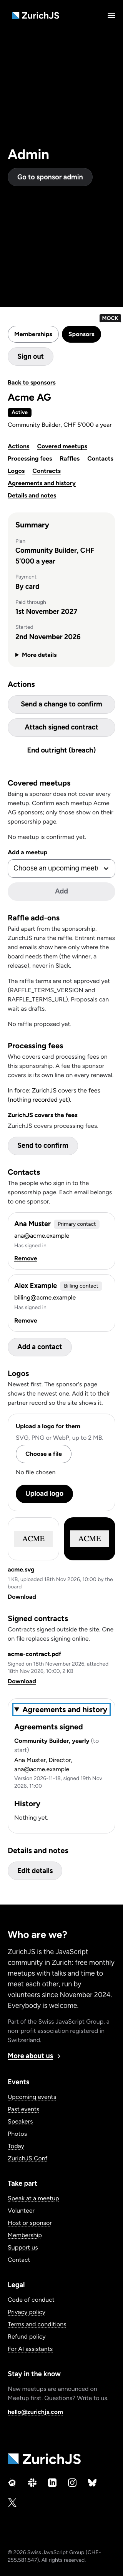 ZurichJS
Admin
Go to sponsor admin
MOCK
Memberships
Sponsors
Sign out
Back to sponsors
Acme AG
Active
Community Builder, CHF 5'000 a year
Actions Covered meetups
Processing fees Raffles Contacts
Logos Contracts
Agreements and history
Details and notes
Summary
Plan
Community Builder, CHF
5'000 a year
Payment
By card
Paid through
1st November 2027
Started
2nd November 2026
More details
Actions
Send a change to confirm
Attach signed contract
End outright (breach)
Covered meetups
Being a sponsor does not cover every
meetup. Confirm each meetup Acme
AG sponsors; only those show on their
sponsorship page.
No meetup is confirmed yet.
Add a meetup
Choose an upcoming meeti
Add
Raffle add-ons
Paid apart from the sponsorship.
ZurichJS runs the raffle. Entrant names
and emails show here only where the
board needs them (the winner, a
release), never in Slack.
The raffle terms are not approved yet
(RAFFLE_TERMS_VERSION and
RAFFLE_TERMS_URL). Proposals can
wait as drafts.
No raffle proposed yet.
Processing fees
Who covers card processing fees on
this sponsorship. A fee the sponsor
covers is its own line and shown yearly.
In force: ZurichJS covers the fees
(nothing recorded yet).
ZurichJS covers the fees
ZurichJS covers processing fees.
Send to confirm
Contacts
The people who sign in to the
sponsorship page. Each email belongs
to one sponsor.
Ana Muster Primary contact
ana@acme.example
Has signed in
Remove
Alex Example Billing contact
billing@acme.example
Has signed in
Remove
Add a contact
Logos
Newest first. The sponsor's page
shows the newest one. Add it to their
partner record so the site shows it.
Upload a logo for them
SVG, PNG or WebP, up to 2 MB.
Choose a file
No file chosen
Upload logo
ACME
ACME
acme.svg
1 KB, uploaded 18th Nov 2026, 10:00 by the
board
Download
Signed contracts
Contracts signed outside the site. One
on file replaces signing online.
acme-contract.pdf
Signed on 18th November 2026, attached
18th Nov 2026, 10:00, 2 KB
Download
Agreements and history
Agreements signed
Community Builder, yearly (to
start)
Ana Muster, Director,
ana@acme.example
Version 2026-11-18, signed 19th Nov
2026, 11:00
History
Nothing yet.
Details and notes
Edit details
Who are we?
ZurichJS is the JavaScript
community in Zurich: free monthly
meetups with talks and time to
meet each other, run by
volunteers since November 2024.
Everybody is welcome.
Part of the Swiss JavaScript Group, a
non-profit association registered in
Switzerland.
More about us
Events
Upcoming events
Past events
Speakers
Photos
Today
ZurichJS Conf
Take part
Speak at a meetup
Volunteer
Host or sponsor
Membership
Support us
Contact
Legal
Code of conduct
Privacy policy
Terms and conditions
Refund policy
For AI assistants
Stay in the know
New meetups are announced on
Meetup first. Questions? Write to us.
hello@zurichjs.com
ZurichJS
© 2026 Swiss JavaScript Group (CHE-
255.581.547). All rights reserved.